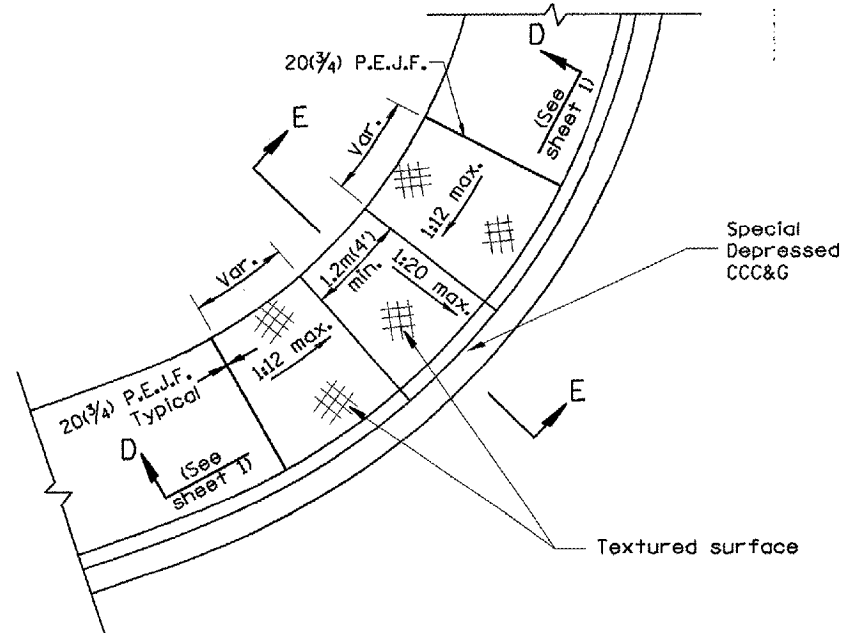 D
20(3/4) P.E.J.F.
(See
sheet 1)
E
Var.
1:12 max.
Special
Depressed
CCC&G
1.2m(4')
min.
1:20 max.
Var.
1:12 max.
20(3/4) P.E.J.F.
Typical
E
D
(See
sheet 1)
Textured surface